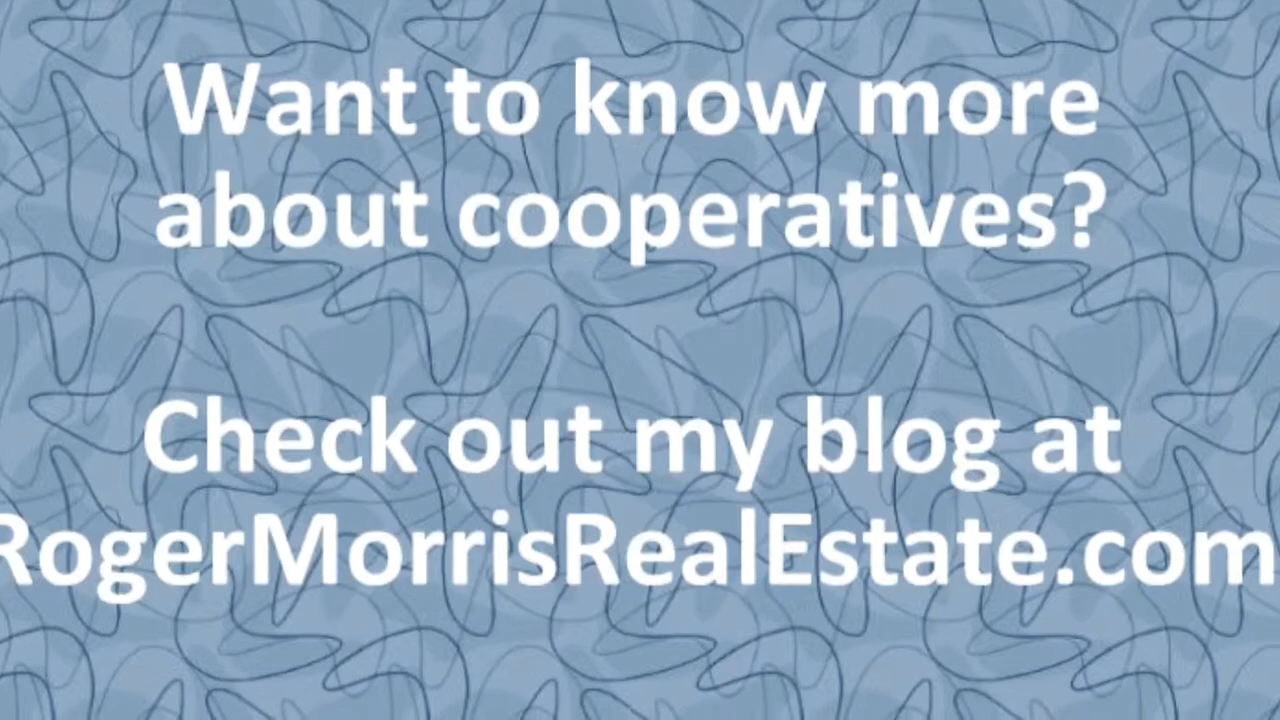 Want to know more
about cooperatives?
Check out my blog at
RogerMorrisRealEstate.com